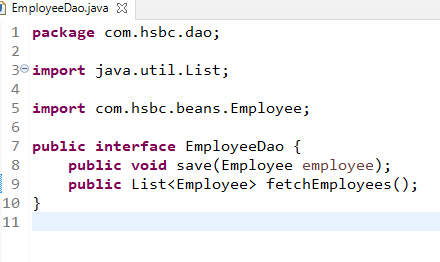 EmployeeDao.java
1 package com.hsbc.dao;
2
3 import java.util.List;
4
5 import com.hsbc.beans.Employee;
6
7 public interface EmployeeDao {
8     public void save(Employee employee);
9     public List<Employee> fetchEmployees();
10 }
11